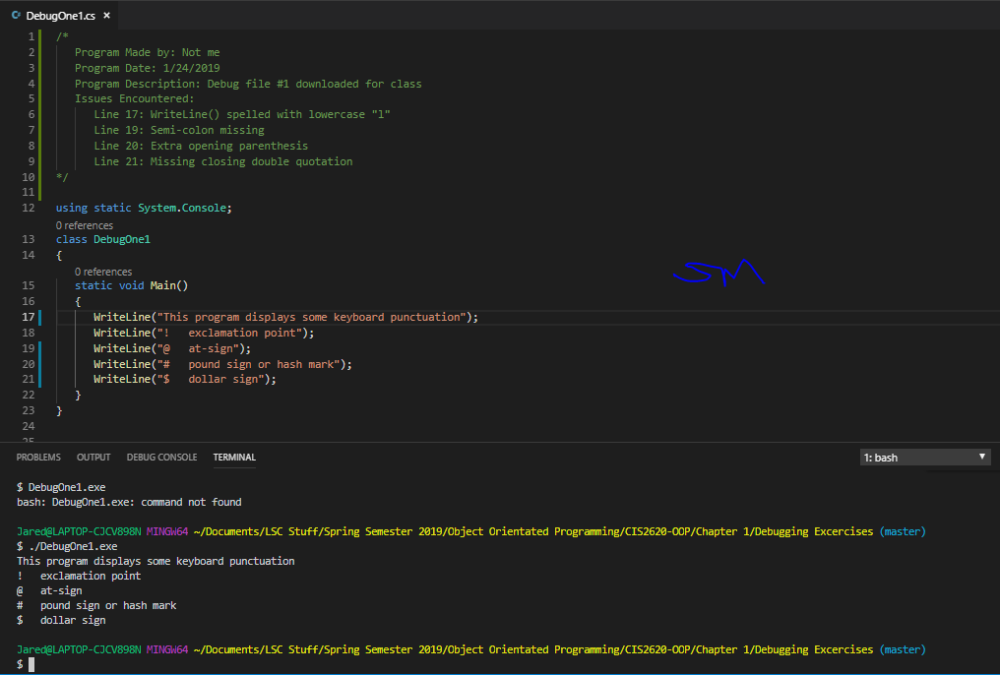 DebugOne1.cs ×
1 /*
2 Program Made by: Not me
3 Program Date: 1/24/2019
4 Program Description: Debug file #1 downloaded for class
5 Issues Encountered:
6 Line 17: WriteLine() spelled with lowercase "l"
7 Line 19: Semi-colon missing
8 Line 20: Extra opening parenthesis
9 Line 21: Missing closing double quotation
10 */
11
12 using static System.Console;
0 references
13 class DebugOne1
14 {
0 references
15 static void Main()
16 {
17 WriteLine("This program displays some keyboard punctuation");
18 WriteLine("!   exclamation point");
19 WriteLine("@   at-sign");
20 WriteLine("#   pound sign or hash mark");
21 WriteLine("$   dollar sign");
22 }
23 }
24
25
PROBLEMS OUTPUT DEBUG CONSOLE TERMINAL 1: bash
$ DebugOne1.exe
bash: DebugOne1.exe: command not found
Jared@LAPTOP-CJCV898N MINGW64 ~/Documents/LSC Stuff/Spring Semester 2019/Object Orientated Programming/CIS2620-OOP/Chapter 1/Debugging Excercises (master)
$ ./DebugOne1.exe
This program displays some keyboard punctuation
!   exclamation point
@   at-sign
#   pound sign or hash mark
$   dollar sign
Jared@LAPTOP-CJCV898N MINGW64 ~/Documents/LSC Stuff/Spring Semester 2019/Object Orientated Programming/CIS2620-OOP/Chapter 1/Debugging Excercises (master)
$